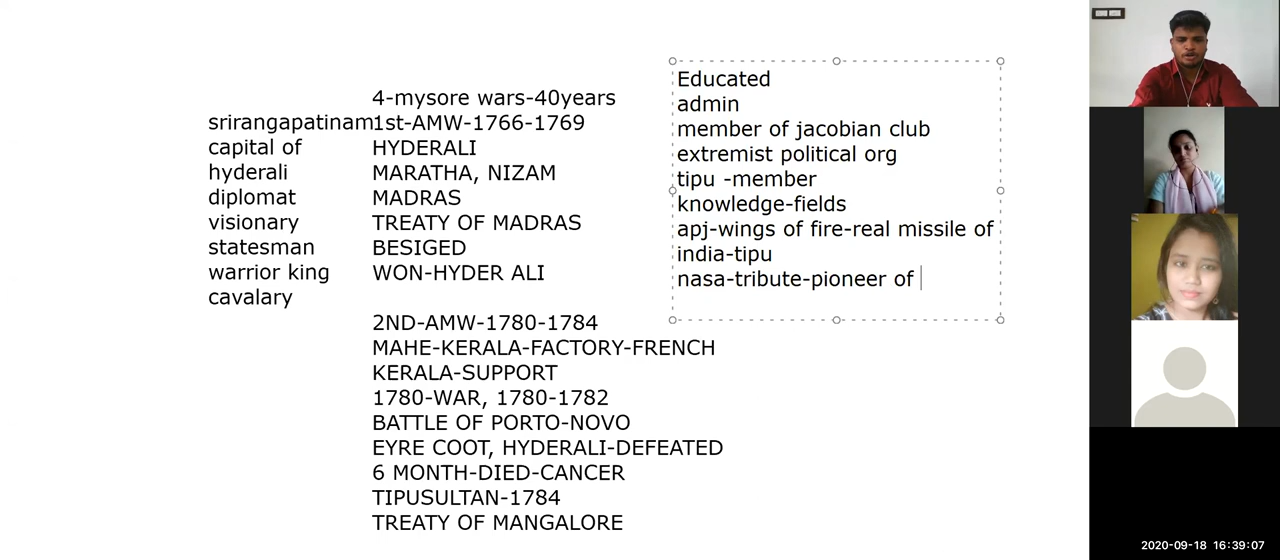 srirangapatinam
capital of
hyderali
diplomat
visionary
statesman
warrior king
cavalary
4-mysore wars-40years
1st-AMW-1766-1769
HYDERALI
MARATHA, NIZAM
MADRAS
TREATY OF MADRAS
BESIGED
WON-HYDER ALI
2ND-AMW-1780-1784
MAHE-KERALA-FACTORY-FRENCH
KERALA-SUPPORT
1780-WAR, 1780-1782
BATTLE OF PORTO-NOVO
EYRE COOT, HYDERALI-DEFEATED
6 MONTH-DIED-CANCER
TIPUSULTAN-1784
TREATY OF MANGALORE
Educated
admin
member of jacobian club
extremist political org
tipu -member
knowledge-fields
apj-wings of fire-real missile of
india-tipu
nasa-tribute-pioneer of
2020-09-18 16:39:07